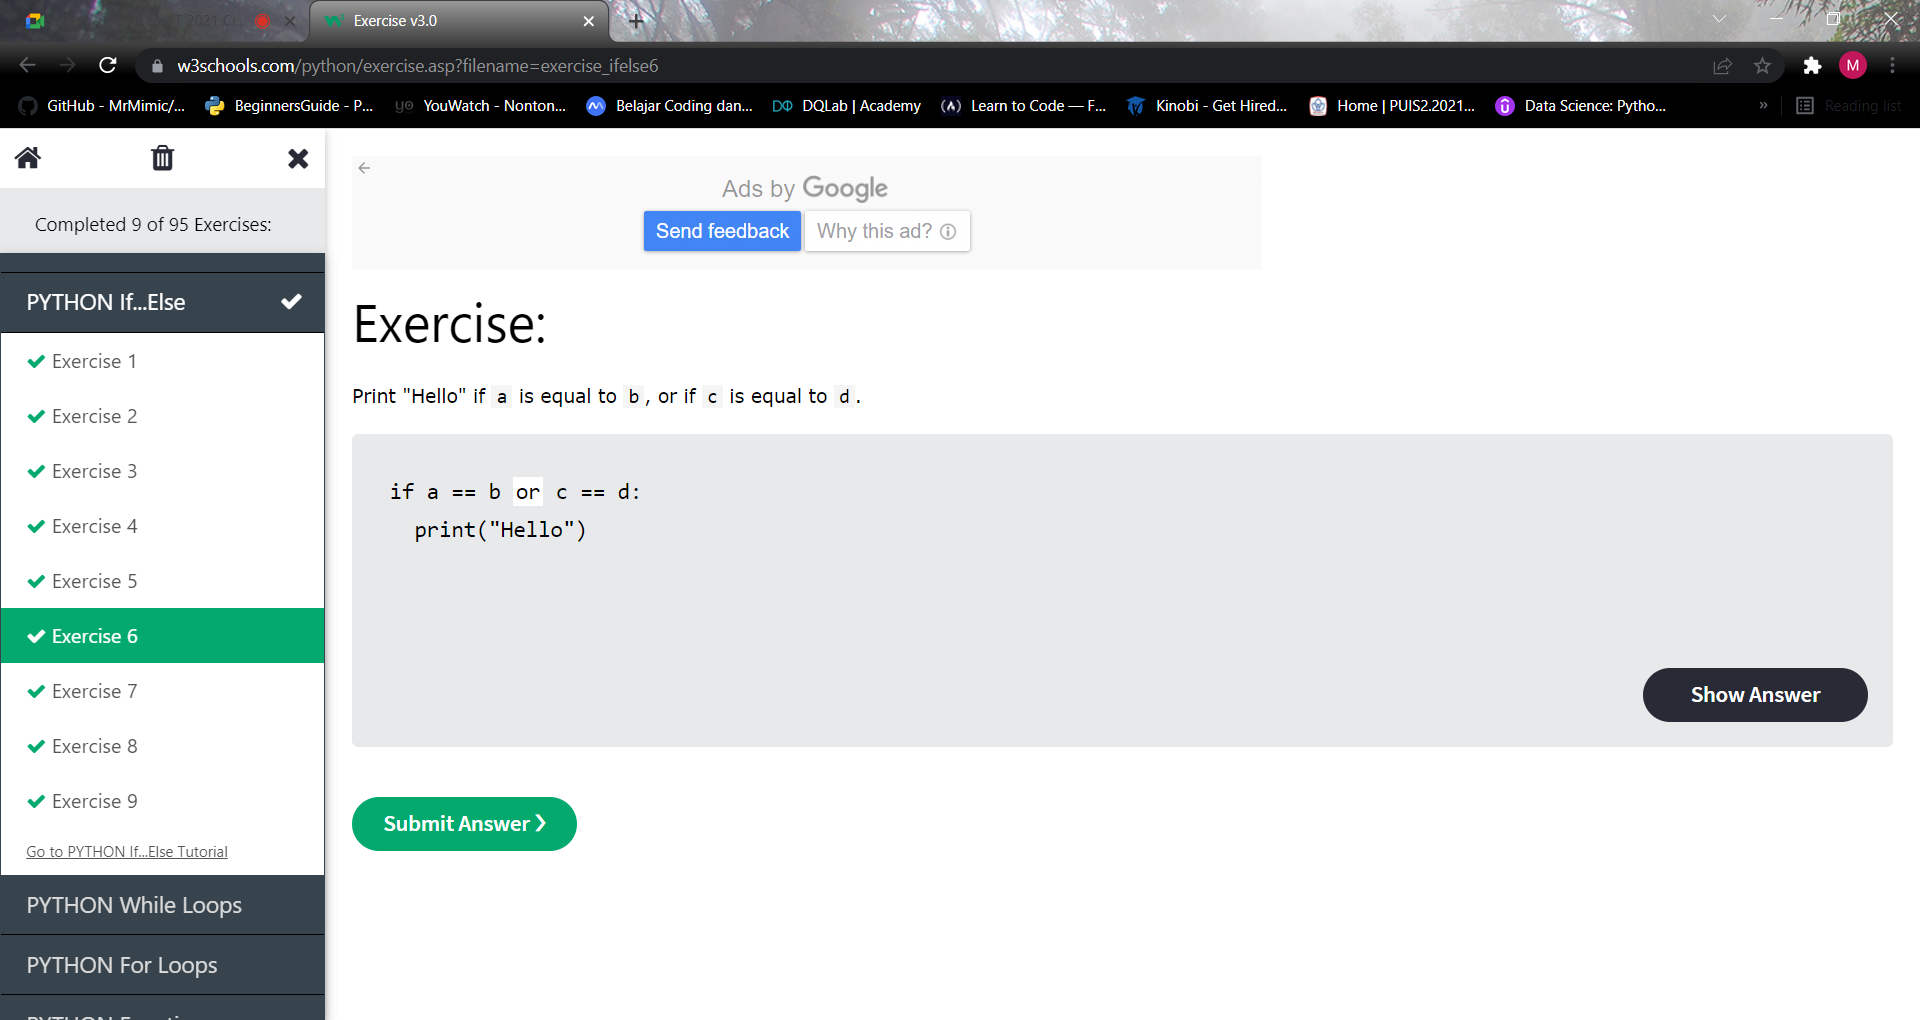 Exercise v3.0
w3schools.com/python/exercise.asp?filename=exercise_ifelse6
M
GitHub - MrMimic/...
BeginnersGuide - P...
YouWatch - Nonton...
Belajar Coding dan...
DQLab | Academy
Learn to Code — F...
Kinobi - Get Hired...
Home | PUIS2.2021...
Data Science: Pytho...
»
Reading list
Completed 9 of 95 Exercises:
PYTHON If...Else
Exercise 1
Exercise 2
Exercise 3
Exercise 4
Exercise 5
Exercise 6
Exercise 7
Exercise 8
Exercise 9
Go to PYTHON If...Else Tutorial
PYTHON While Loops
PYTHON For Loops
Ads by Google
Send feedback
Why this ad?
Exercise:
Print "Hello" if a is equal to b, or if c is equal to d.
if a == b or c == d:
  print("Hello")
Show Answer
Submit Answer ❯